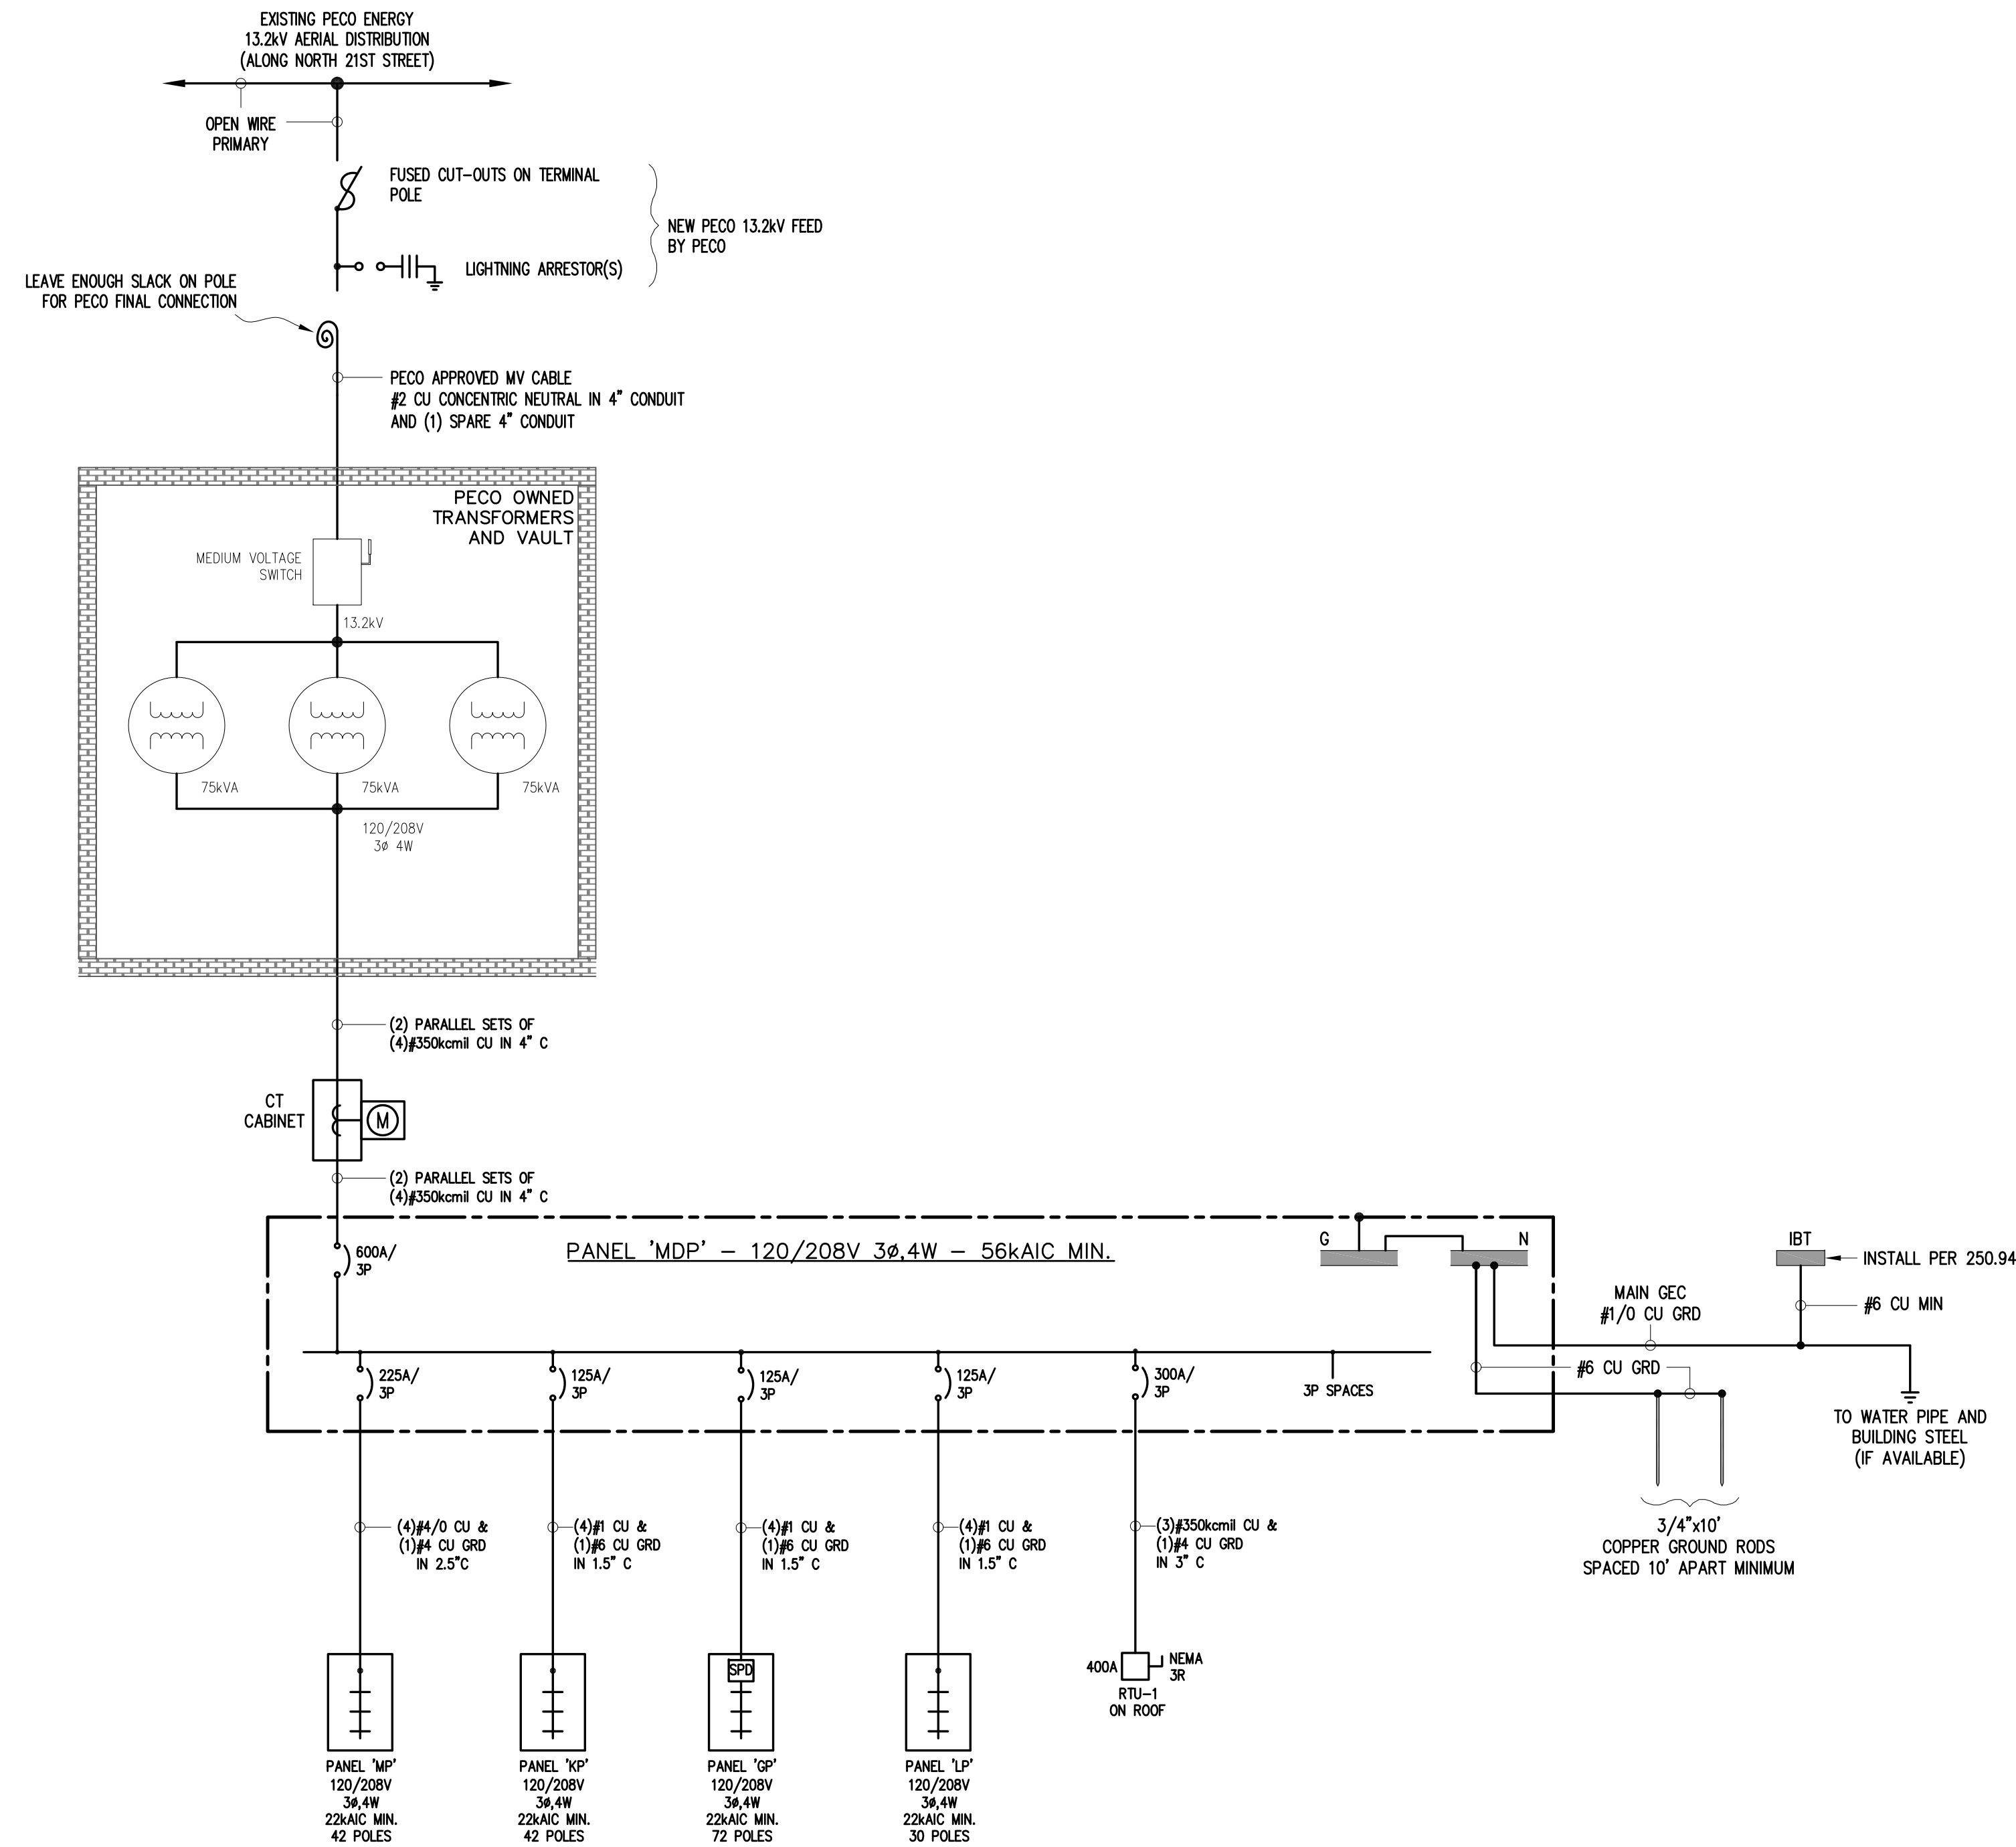 EXISTING PECO ENERGY
13.2kV AERIAL DISTRIBUTION
(ALONG NORTH 21ST STREET)
OPEN WIRE
PRIMARY
FUSED CUT-OUTS ON TERMINAL
POLE
NEW PECO 13.2kV FEED
BY PECO
LIGHTNING ARRESTOR(S)
LEAVE ENOUGH SLACK ON POLE
FOR PECO FINAL CONNECTION
PECO APPROVED MV CABLE
#2 CU CONCENTRIC NEUTRAL IN 4" CONDUIT
AND (1) SPARE 4" CONDUIT
PECO OWNED
TRANSFORMERS
AND VAULT
MEDIUM VOLTAGE
SWITCH
13.2kV
75kVA
75kVA
75kVA
120/208V
3ø 4W
(2) PARALLEL SETS OF
(4)#350kcmil CU IN 4" C
CT
CABINET
M
(2) PARALLEL SETS OF
(4)#350kcmil CU IN 4" C
600A/
3P
PANEL 'MDP' - 120/208V 3ø,4W - 56kAIC MIN.
G
N
IBT
INSTALL PER 250.94
#6 CU MIN
MAIN GEC
#1/0 CU GRD
#6 CU GRD
225A/
3P
125A/
3P
125A/
3P
125A/
3P
300A/
3P
3P SPACES
TO WATER PIPE AND
BUILDING STEEL
(IF AVAILABLE)
3/4"x10'
COPPER GROUND RODS
SPACED 10' APART MINIMUM
(4)#4/0 CU &
(1)#4 CU GRD
IN 2.5"C
(4)#1 CU &
(1)#6 CU GRD
IN 1.5" C
(4)#1 CU &
(1)#6 CU GRD
IN 1.5" C
(4)#1 CU &
(1)#6 CU GRD
IN 1.5" C
(3)#350kcmil CU &
(1)#4 CU GRD
IN 3" C
SPD
400A
NEMA
3R
RTU-1
ON ROOF
PANEL 'MP'
120/208V
3ø,4W
22kAIC MIN.
42 POLES
PANEL 'KP'
120/208V
3ø,4W
22kAIC MIN.
42 POLES
PANEL 'GP'
120/208V
3ø,4W
22kAIC MIN.
72 POLES
PANEL 'LP'
120/208V
3ø,4W
22kAIC MIN.
30 POLES